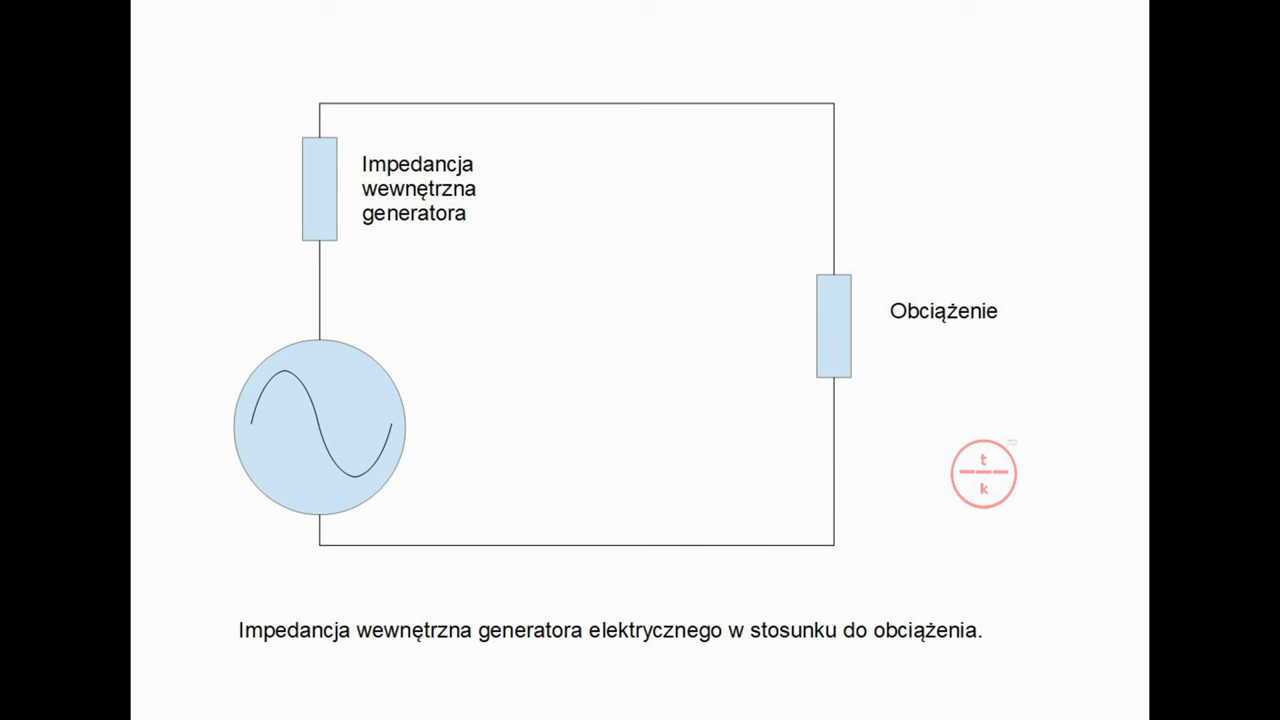 Impedancja
wewnętrzna
generatora
Obciążenie
t
k
Impedancja wewnętrzna generatora elektrycznego w stosunku do obciążenia.